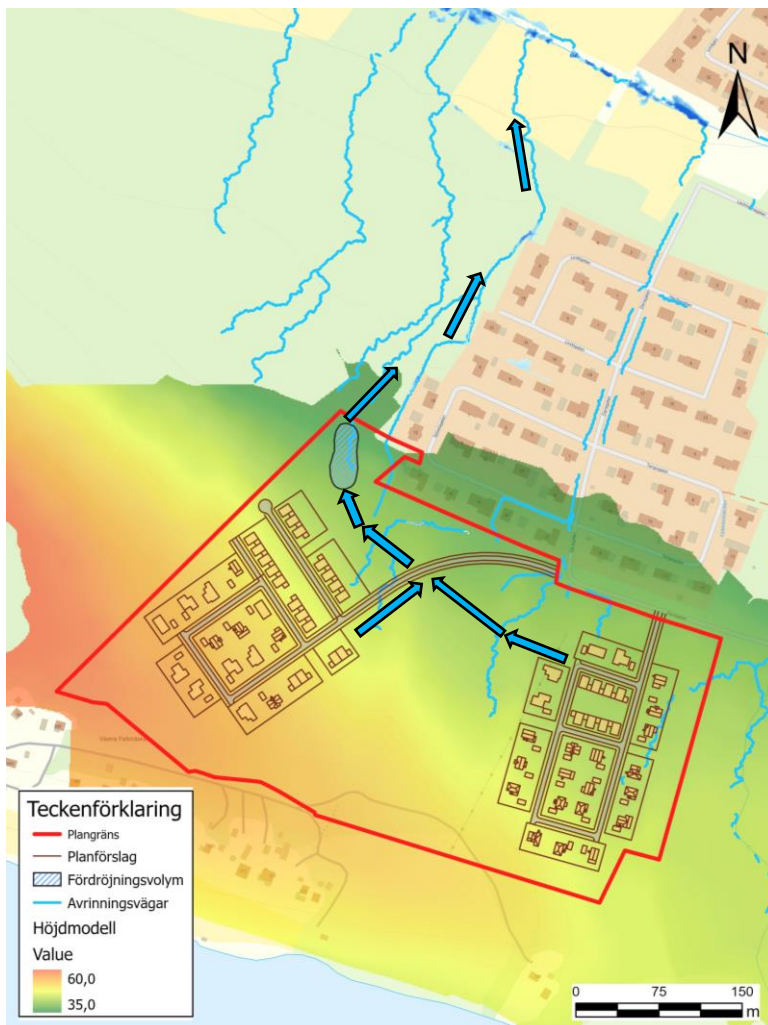 N
Teckenförklaring
Plangräns
Planförslag
Fördröjningsvolym
Avrinningsvägar
Höjdmodell
Value
60,0
35,0
0 75 150
m